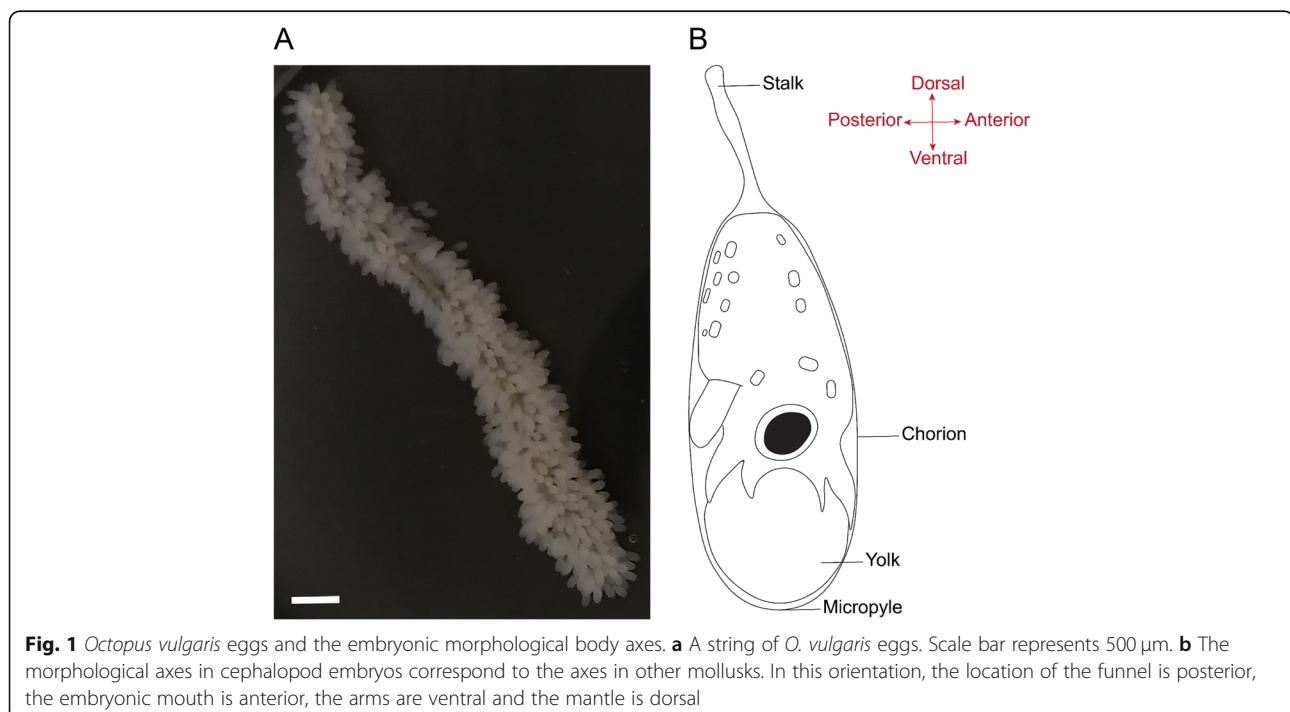 A
B
Stalk
Dorsal
Posterior
Anterior
Ventral
Chorion
Yolk
Micropyle
Fig. 1 Octopus vulgaris eggs and the embryonic morphological body axes. a A string of O. vulgaris eggs. Scale bar represents 500 μm. b The
morphological axes in cephalopod embryos correspond to the axes in other mollusks. In this orientation, the location of the funnel is posterior,
the embryonic mouth is anterior, the arms are ventral and the mantle is dorsal